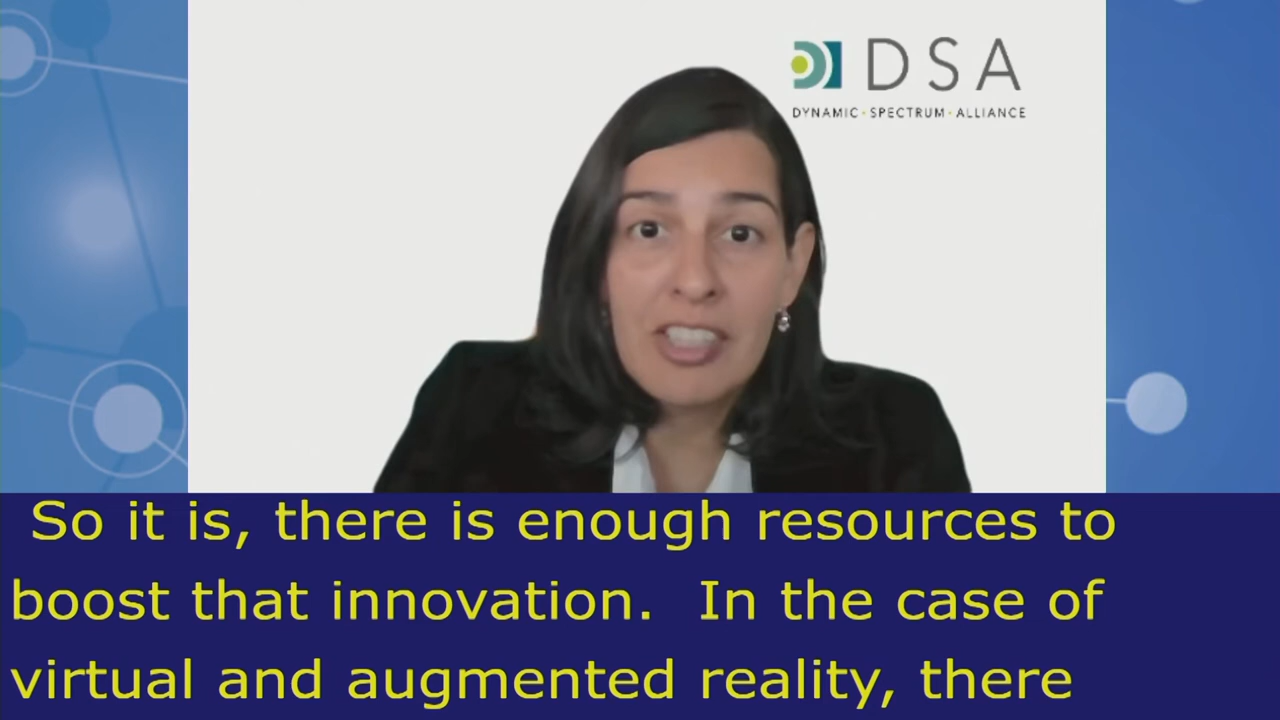 DSA
DYNAMIC · SPECTRUM · ALLIANCE
So it is, there is enough resources to
boost that innovation.  In the case of
virtual and augmented reality, there